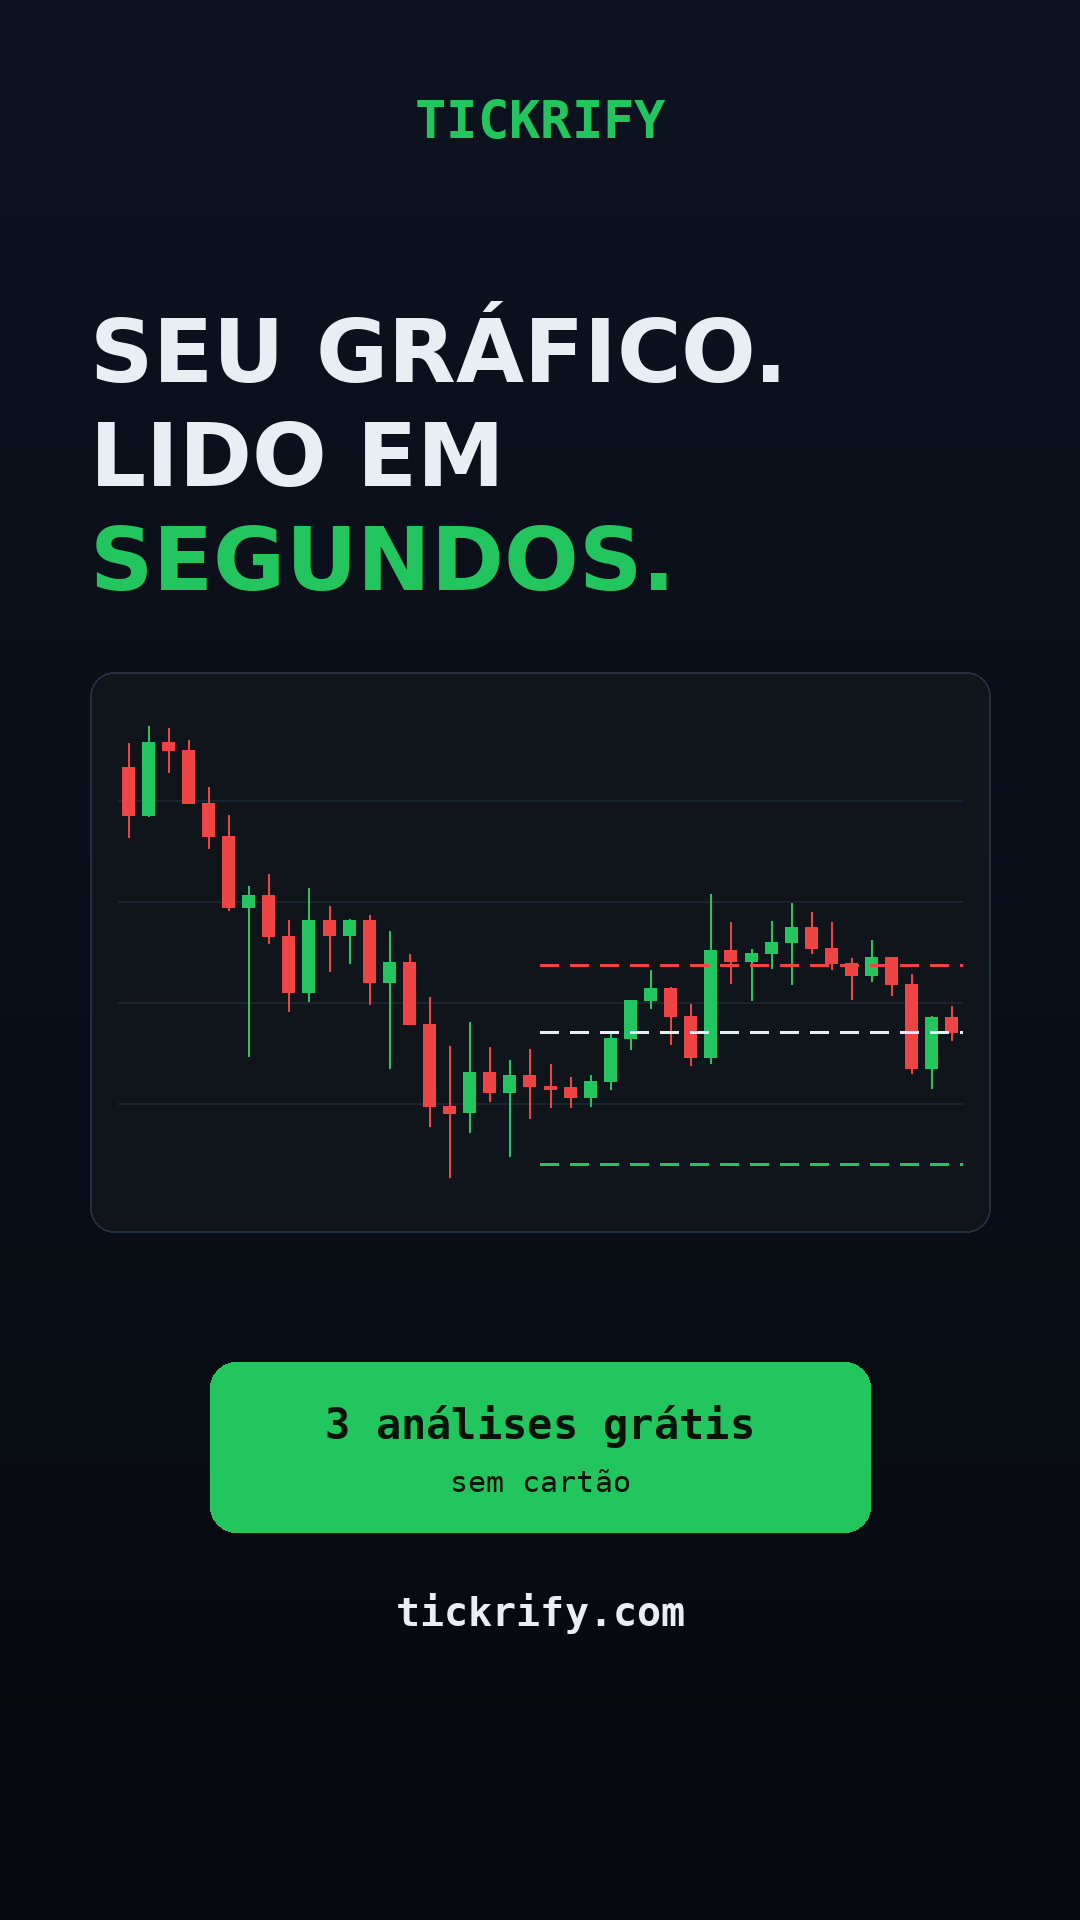 TICKRIFY
SEU GRÁFICO.
LIDO EM
SEGUNDOS.
3 análises grátis
sem cartão
tickrify.com